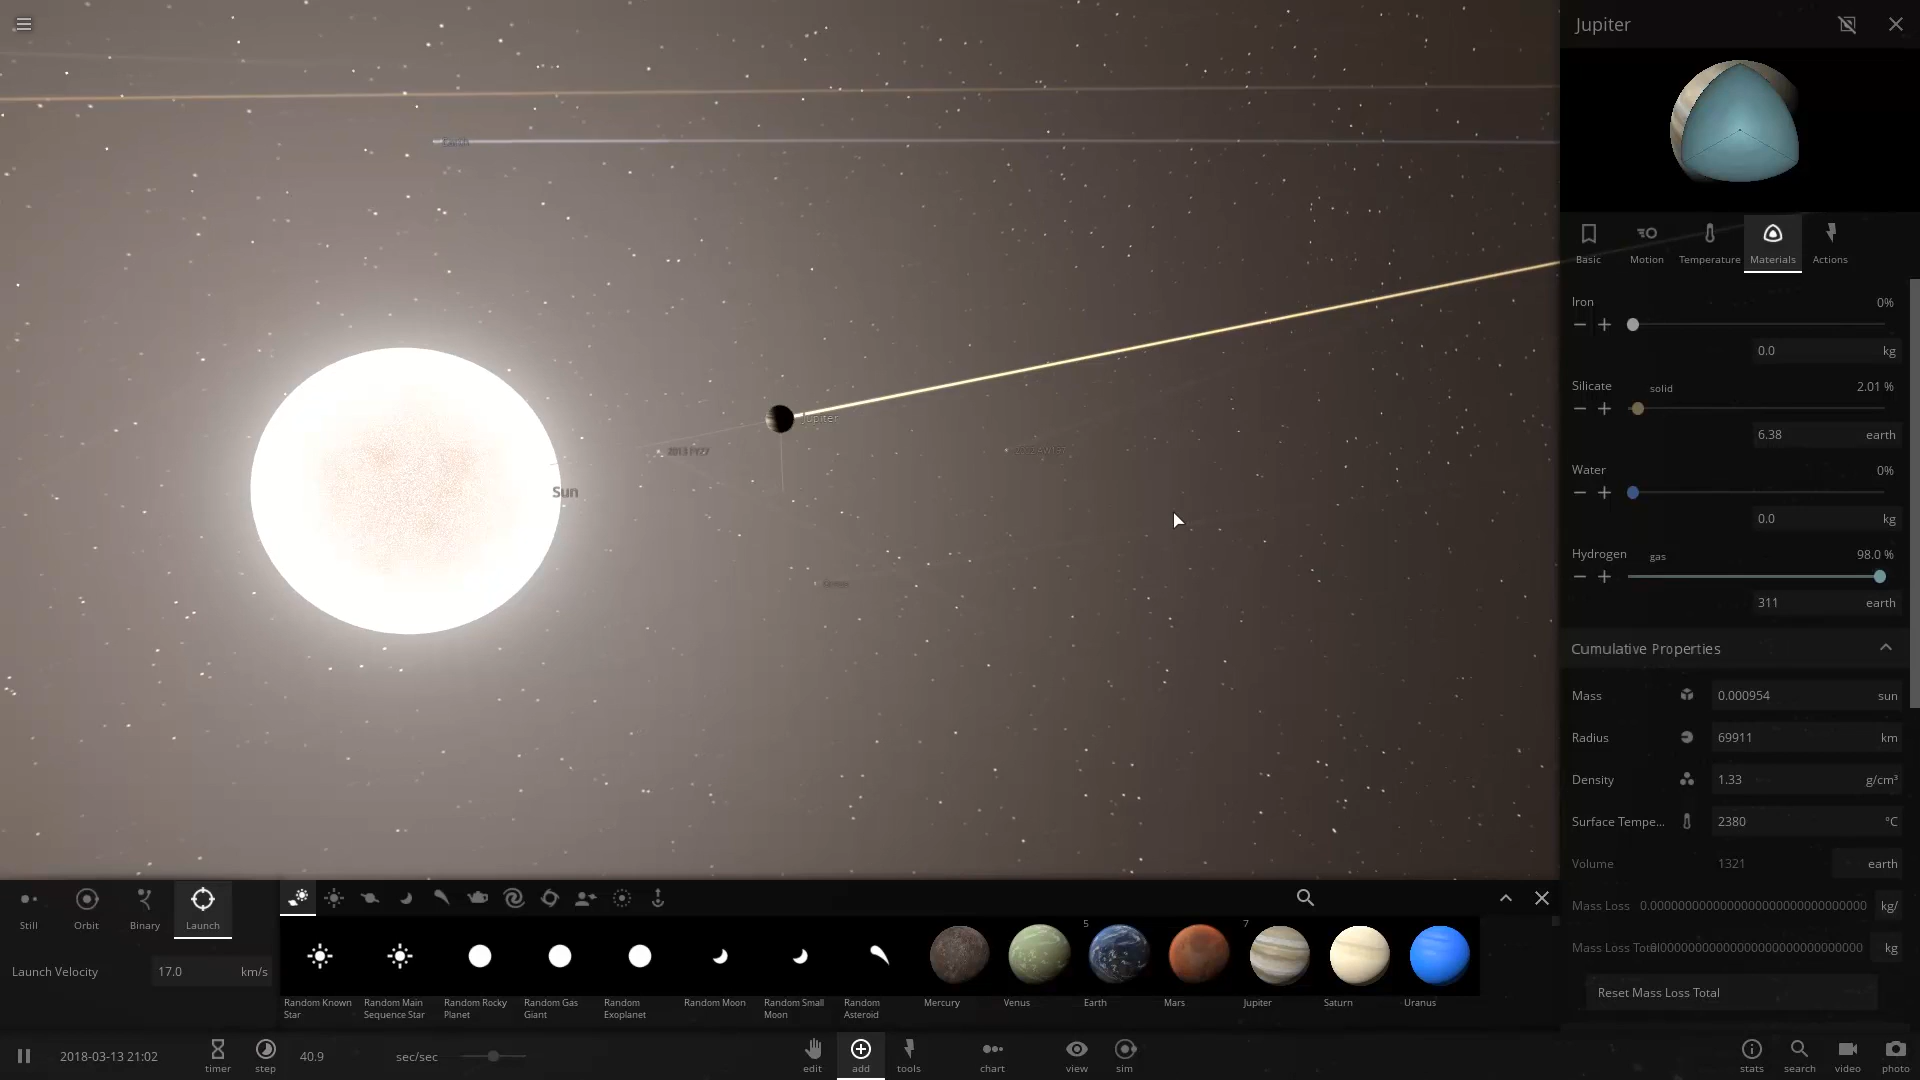 Jupiter
Earth
Jupiter
2013 FY27
Sun
Basic
Motion
Temperature
Materials
Actions
Iron
0%
0.0
kg
Silicate
solid
2.01 %
6.38
earth
Water
0%
0.0
kg
Hydrogen
gas
98.0 %
311
earth
Cumulative Properties
Mass
0.000954
sun
Radius
69911
km
Density
1.33
g/cm³
Surface Tempe...
2380
°C
Volume
1321
earth
Mass Loss
kg/
Mass Loss
kg
Reset Mass Loss Total
Still
Orbit
Binary
Launch
Launch Velocity
17.0
km/s
5
7
Random Known
Star
Random Main
Sequence Star
Random Rocky
Planet
Random Gas
Giant
Random
Exoplanet
Random Moon
Random Small
Moon
Random
Asteroid
Mercury
Venus
Earth
Mars
Jupiter
Saturn
Uranus
2018-03-13 21:02
timer
step
40.9
sec/sec
edit
add
tools
chart
view
sim
stats
search
video
photo